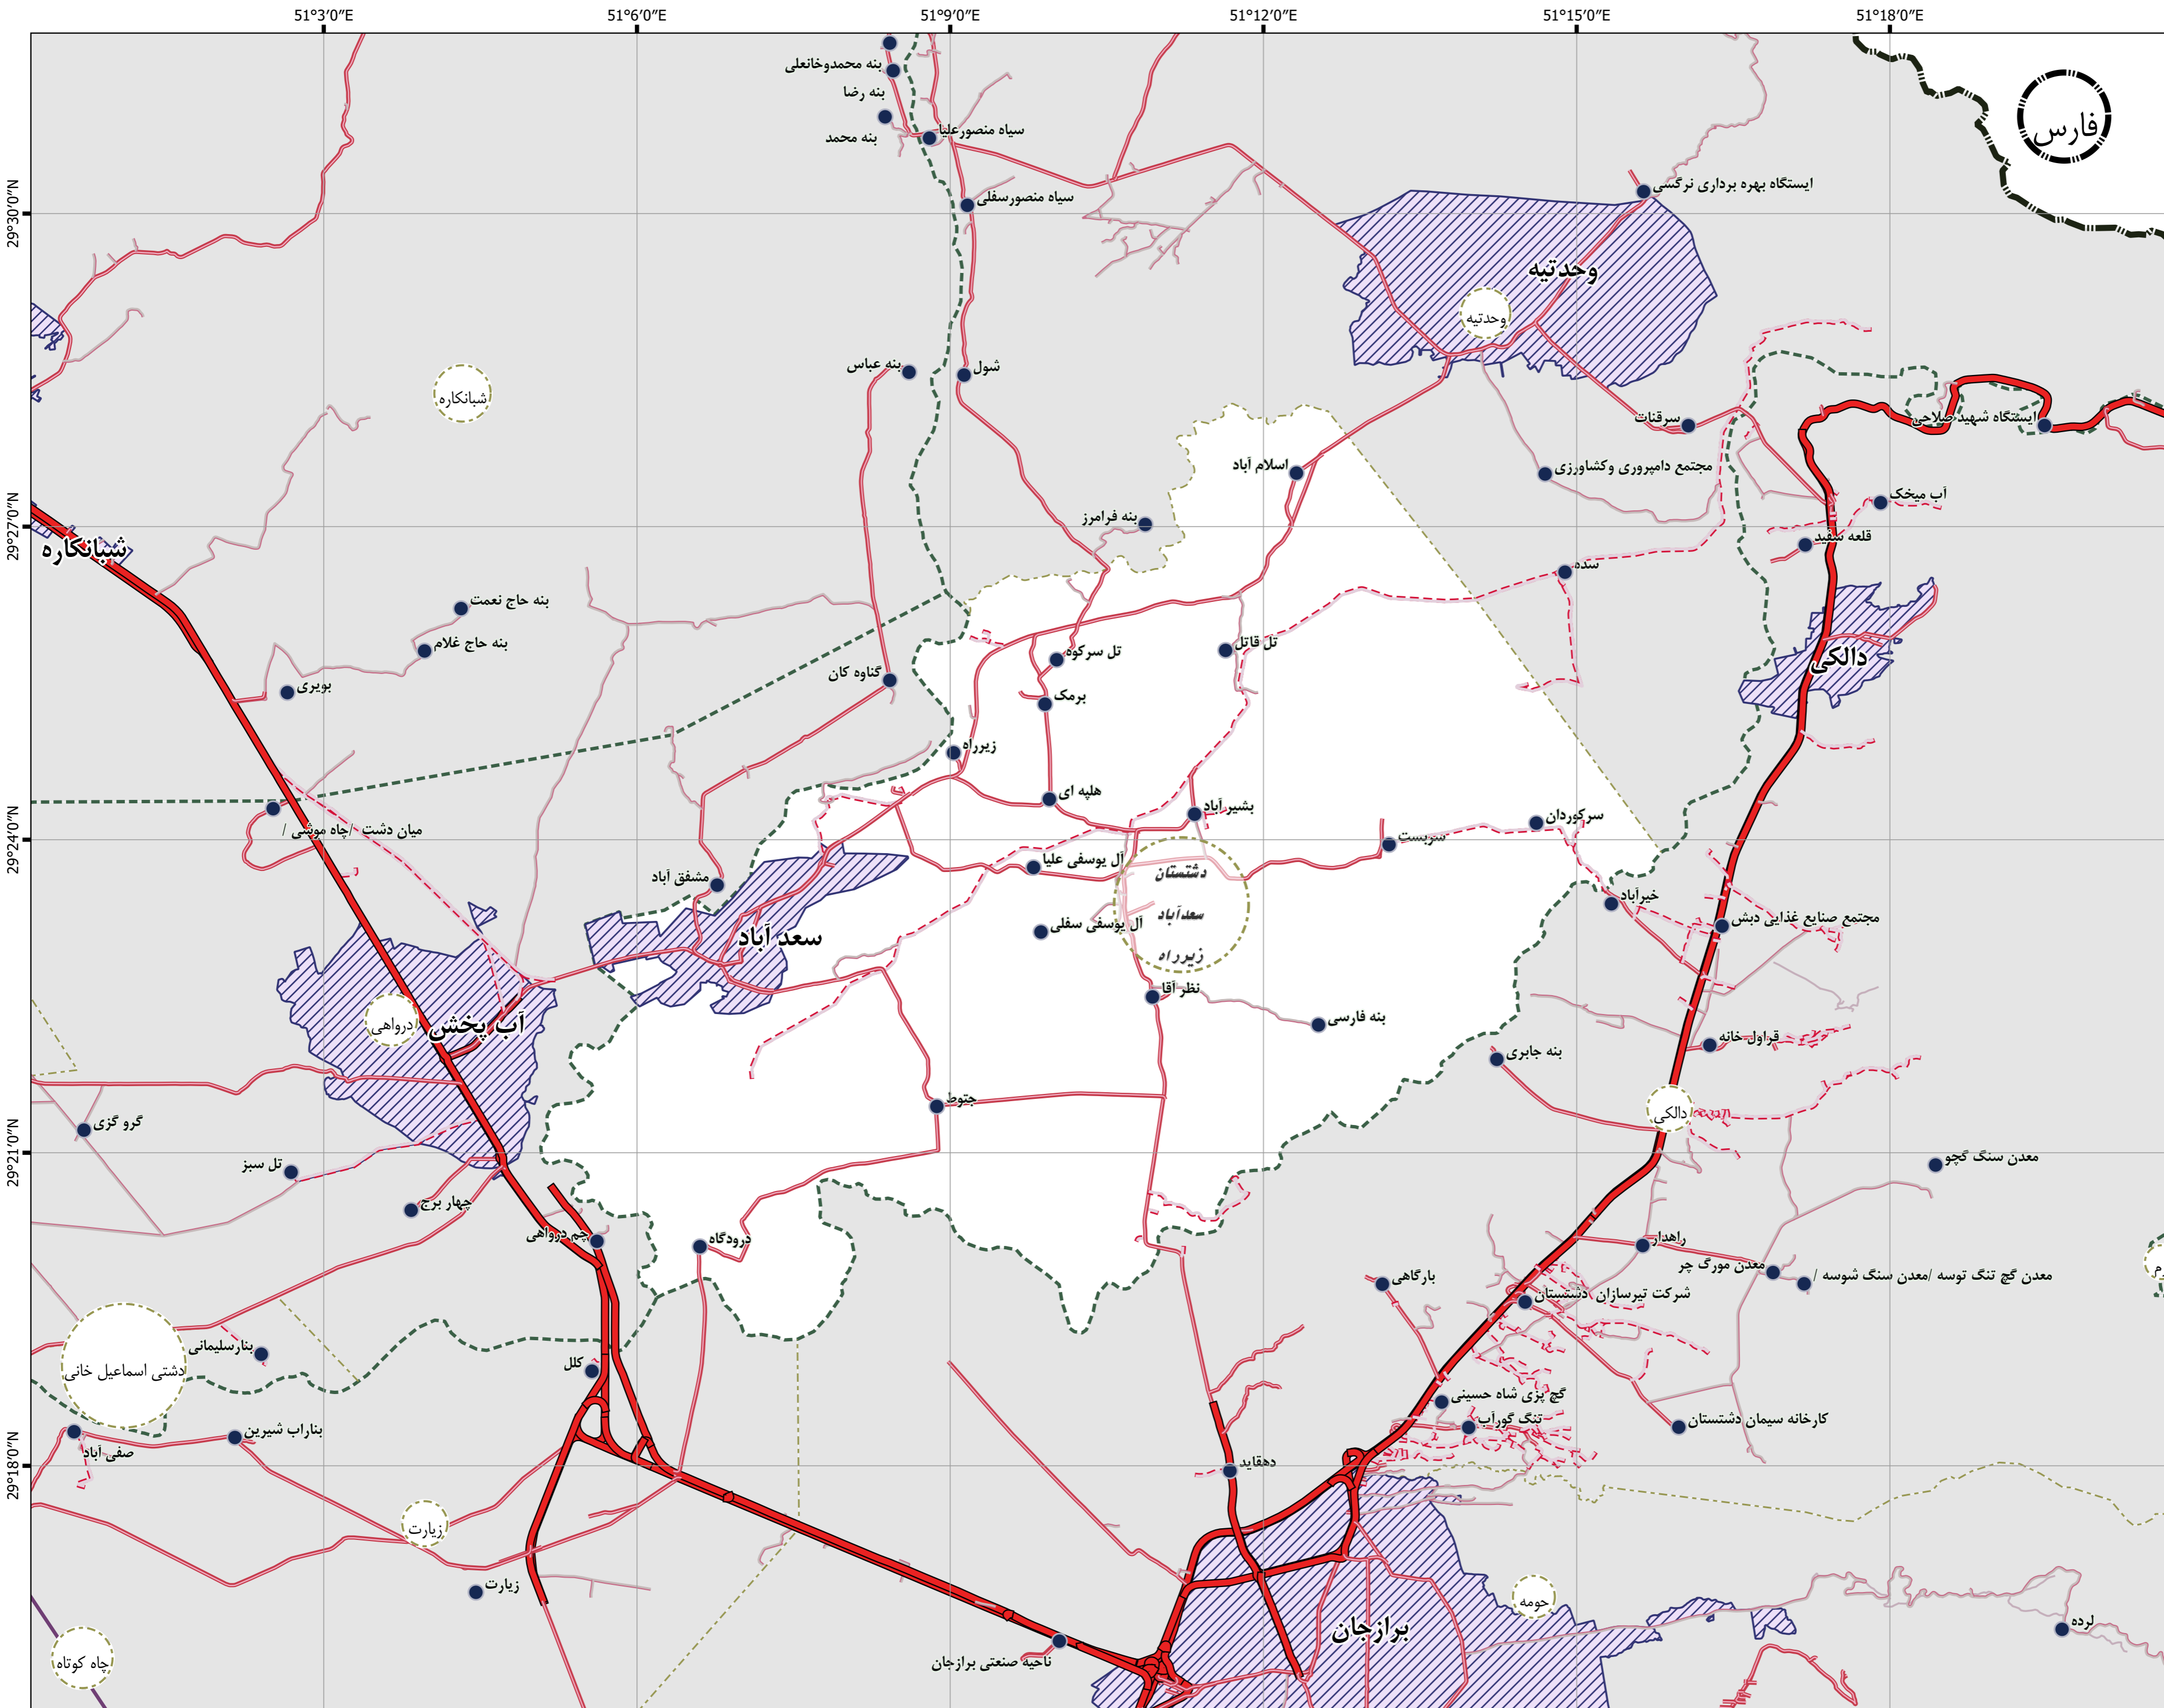 51°3'0"E
51°6'0"E
51°9'0"E
51°12'0"E
51°15'0"E
51°18'0"E
29°30'0"N
29°27'0"N
29°24'0"N
29°21'0"N
29°18'0"N
فارس
بنه محمدوخانعلی
بنه رضا
بنه محمد
سیاه منصورعلیا
سیاه منصورسفلی
ایستگاه بهره برداری نرگسی
وحدتیه
وحدتیه
بنه عباس
شول
شبانکاره
سرقنات
ایستگاه شهید صلاحی
اسلام آباد
مجتمع دامپروری وکشاورزی
آب میخک
بنه فرامرز
قلعه سفید
شبانکاره
سده
بنه حاج نعمت
بنه حاج غلام
تل قاتل
تل سرکوه
دالکی
گناوه کان
بویری
برمک
زیرراه
هلپه ای
بشیرآباد
سرکوردان
میان دشت /چاه موشی /
سربست
آل یوسفی علیا
دشتستان
سعدآباد
زیرراه
مشفق آباد
خیرآباد
مجتمع صنایع غذایی دبش
آل یوسفی سفلی
سعد آباد
نظر آقا
بنه فارسی
درواهی
آب پخش
قراول خانه
بنه جابری
جتوط
دالکی
گرو گزی
تل سبز
معدن سنگ گچو
چهار برج
چم درواهی
درودگاه
راهدار
معدن مورگ چر
معدن گچ تنگ توسه /معدن سنگ شوسه /
بارگاهی
شرکت تیرسازان دشتستان
بنارسلیمانی
دشتی اسماعیل خانی
کلل
گچ پزی شاه حسینی
تنگ گورآب
کارخانه سیمان دشتستان
بناراب شیرین
صفی آباد
دهقاید
زیارت
زیارت
حومه
برازجان
لرده
ناحیه صنعتی برازجان
چاه کوتاه